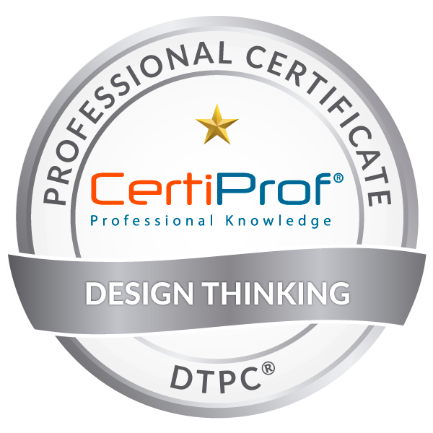 PROFESSIONAL CERTIFICATE
CertiProf®
Professional Knowledge
DESIGN THINKING
DTPC®